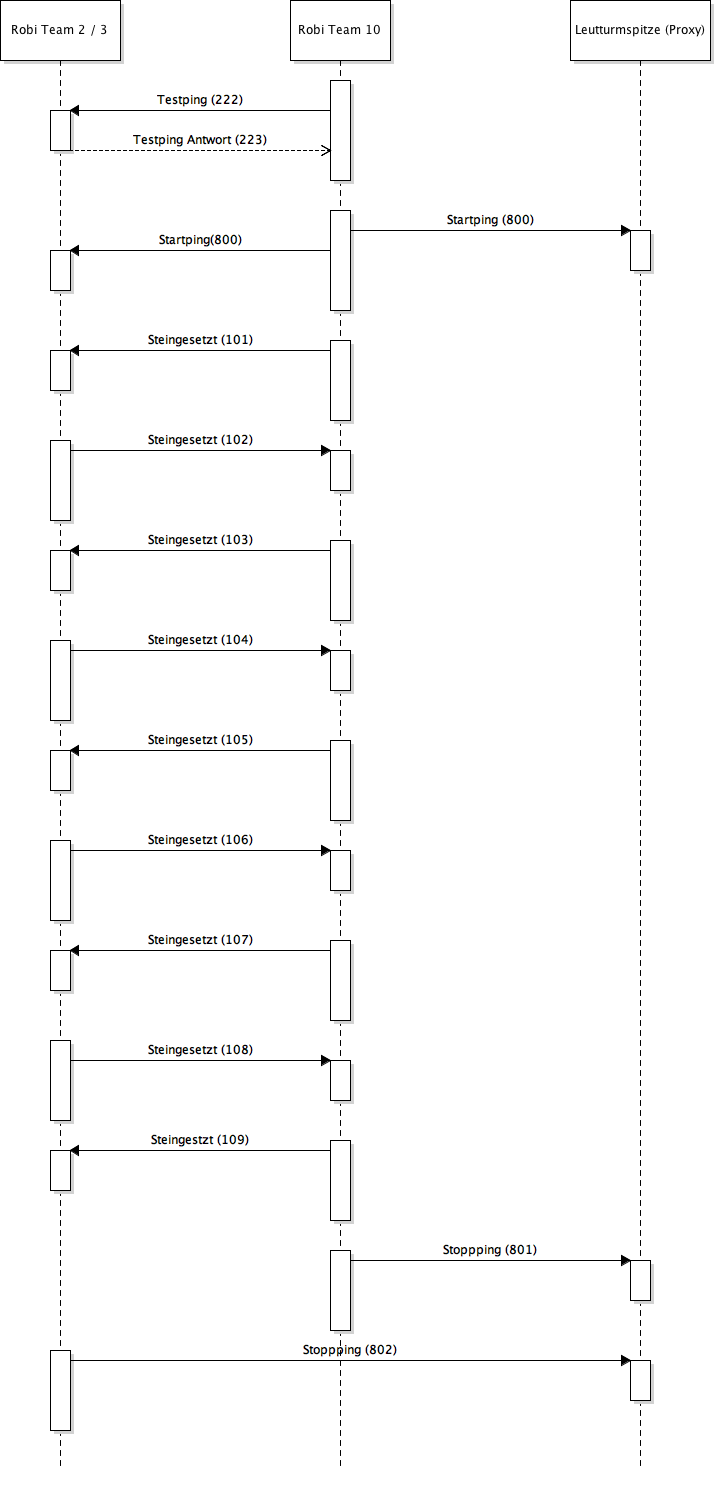 Robi Team 2 / 3
Robi Team 10
Leutturmspitze (Proxy)
Testping (222)
Testping Antwort (223)
Startping (800)
Startping(800)
Steingesetzt (101)
Steingesetzt (102)
Steingesetzt (103)
Steingesetzt (104)
Steingesetzt (105)
Steingesetzt (106)
Steingesetzt (107)
Steingesetzt (108)
Steingestzt (109)
Stoppping (801)
Stoppping (802)